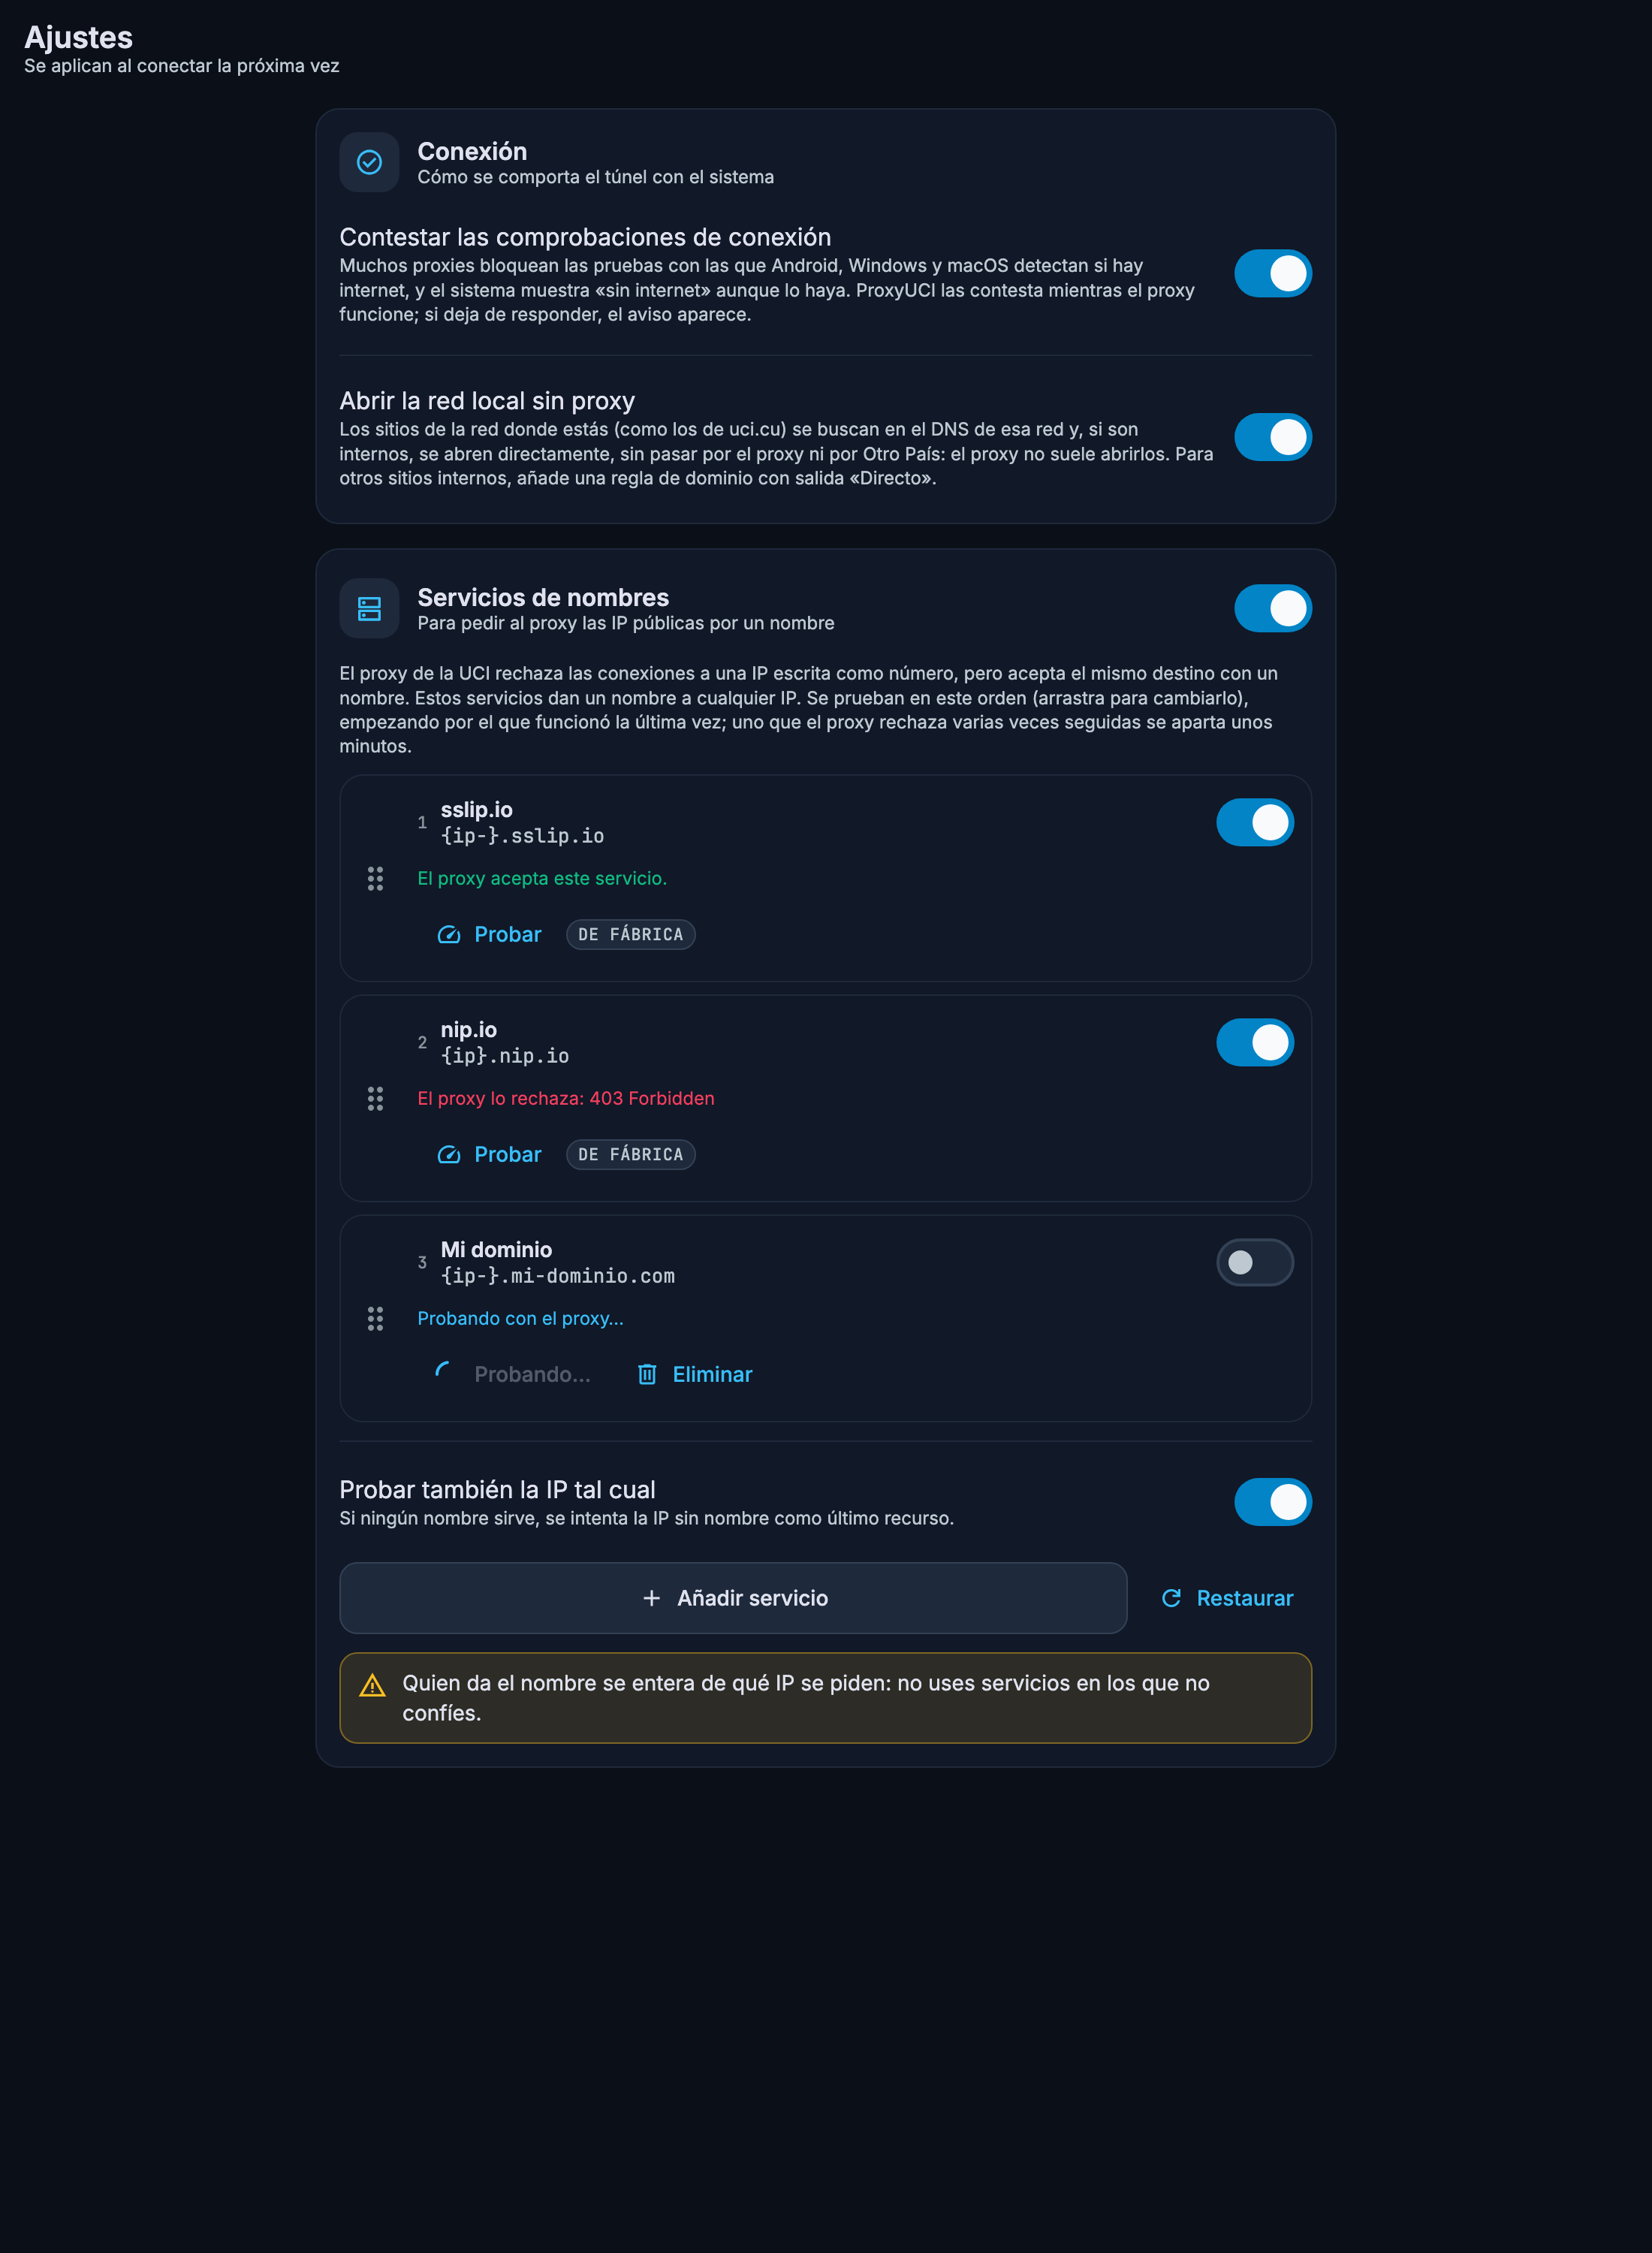 Ajustes
Se aplican al conectar la próxima vez
Conexión
Cómo se comporta el túnel con el sistema
Contestar las comprobaciones de conexión
Muchos proxies bloquean las pruebas con las que Android, Windows y macOS detectan si hay
internet, y el sistema muestra «sin internet» aunque lo haya. ProxyUCI las contesta mientras el proxy
funcione; si deja de responder, el aviso aparece.
Abrir la red local sin proxy
Los sitios de la red donde estás (como los de uci.cu) se buscan en el DNS de esa red y, si son
internos, se abren directamente, sin pasar por el proxy ni por Otro País: el proxy no suele abrirlos. Para
otros sitios internos, añade una regla de dominio con salida «Directo».
Servicios de nombres
Para pedir al proxy las IP públicas por un nombre
El proxy de la UCI rechaza las conexiones a una IP escrita como número, pero acepta el mismo destino con un
nombre. Estos servicios dan un nombre a cualquier IP. Se prueban en este orden (arrastra para cambiarlo),
empezando por el que funcionó la última vez; uno que el proxy rechaza varias veces seguidas se aparta unos
minutos.
1 sslip.io
{ip-}.sslip.io
El proxy acepta este servicio.
Probar DE FÁBRICA
2 nip.io
{ip}.nip.io
El proxy lo rechaza: 403 Forbidden
Probar DE FÁBRICA
3 Mi dominio
{ip-}.mi-dominio.com
Probando con el proxy...
Probando... Eliminar
Probar también la IP tal cual
Si ningún nombre sirve, se intenta la IP sin nombre como último recurso.
+ Añadir servicio Restaurar
Quien da el nombre se entera de qué IP se piden: no uses servicios en los que no
confíes.